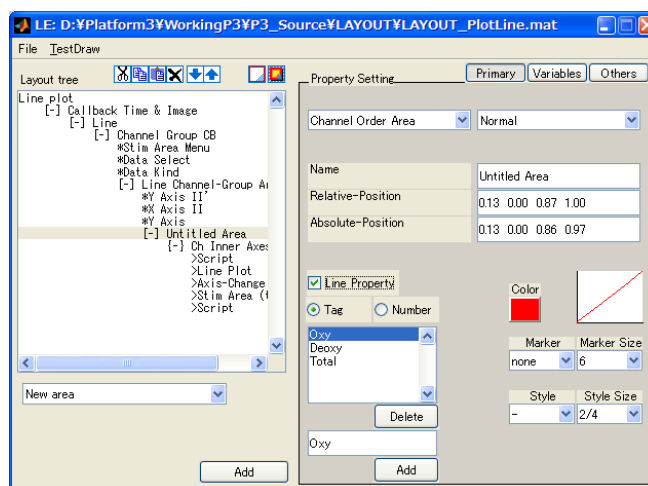 LE: D:¥Platform3¥WorkingP3¥P3_Source¥LAYOUT¥LAYOUT_PlotLine.mat
File TestDraw
Layout tree
Line plot
[-] Callback Time & Image
[-] Line
[-] Channel Group CB
*Stim Area Menu
*Data Select
*Data Kind
[-] Line Channel-Group Ar
*Y Axis II'
*X Axis II
*Y Axis
[-] Untitled Area
{-} Ch Inner Axes
>Script
>Line Plot
>Axis-Change
>Stim Area (f
>Script
New area
Add
Property Setting
Primary Variables Others
Channel Order Area Normal
Name Untitled Area
Relative-Position 0.13 0.00 0.87 1.00
Absolute-Position 0.13 0.00 0.86 0.97
Line Property
Tag Number
Oxy
Deoxy
Total
Delete
Oxy
Add
Color
Marker Marker Size
none 6
Style Style Size
- 2/4